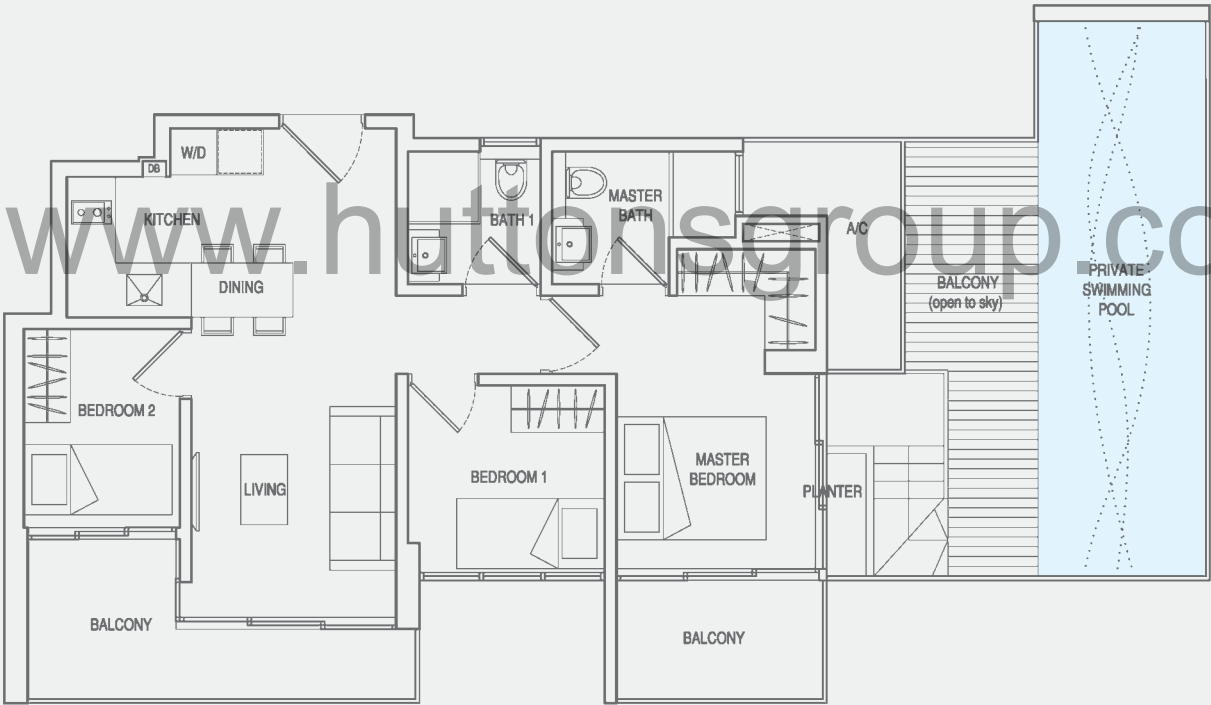 W/D
DB
KITCHEN
DINING
BATH 1
MASTER
BATH
A/C
BALCONY
(open to sky)
PRIVATE
SWIMMING
POOL
www.huttonsgroup.co
BEDROOM 2
LIVING
BEDROOM 1
MASTER
BEDROOM
PLANTER
BALCONY
BALCONY